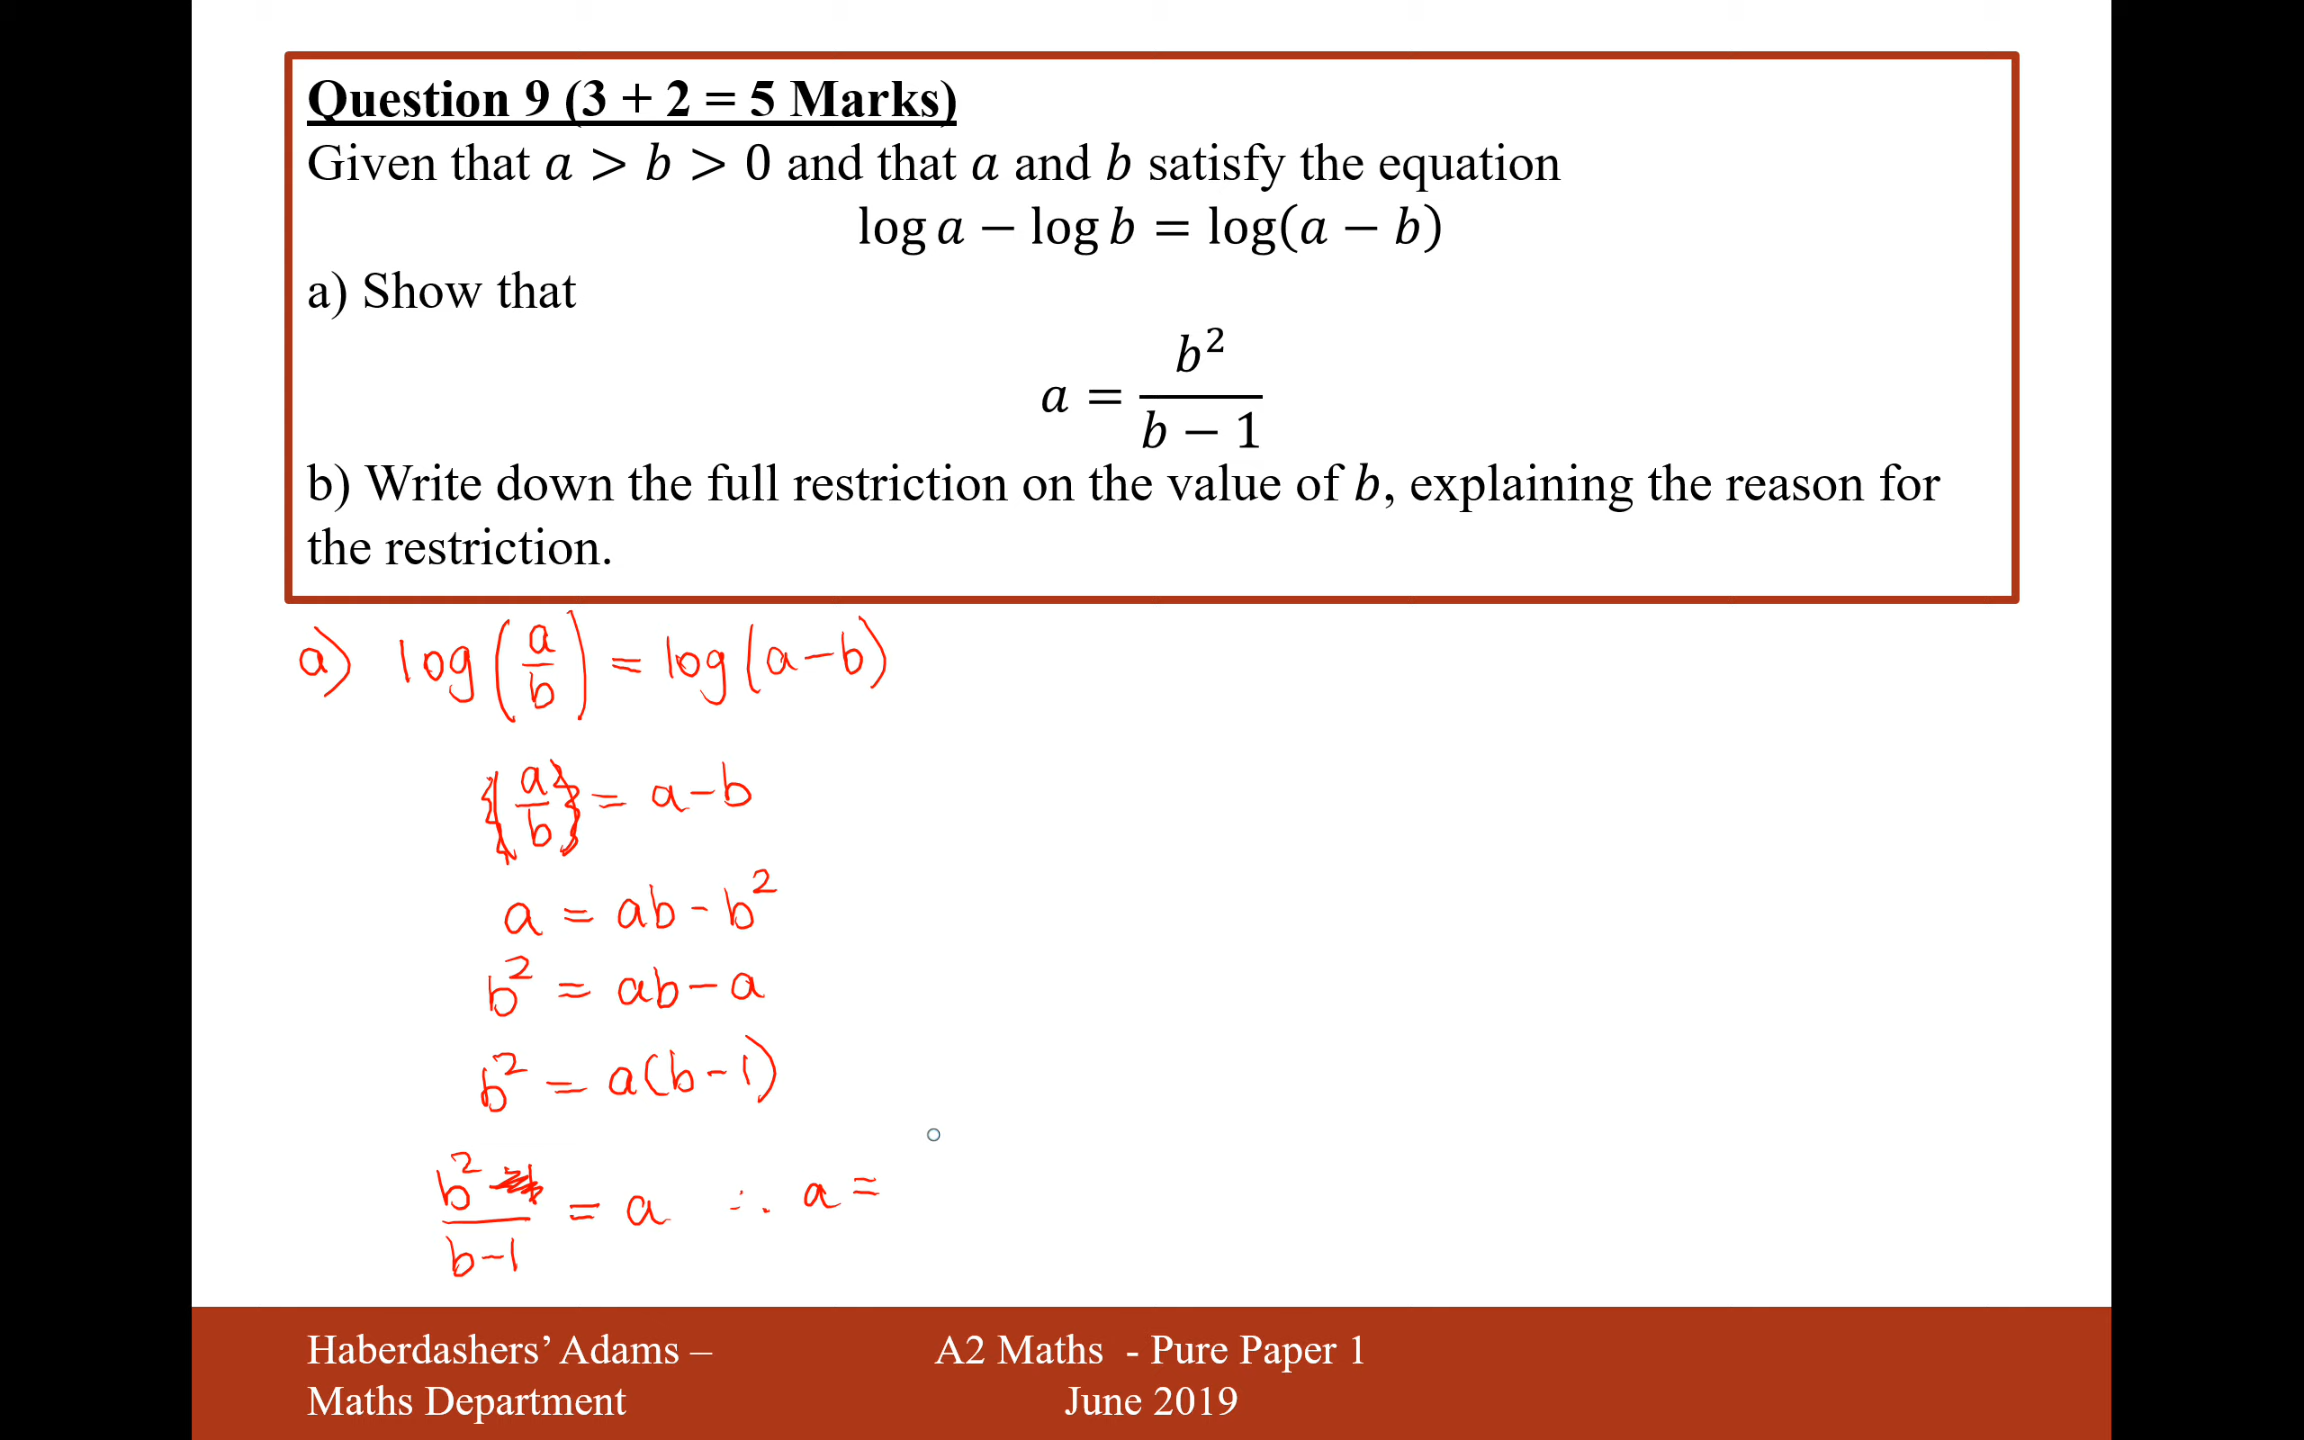 Question 9 (3 + 2 = 5 Marks)
Given that a > b > 0 and that a and b satisfy the equation
log a − log b = log(a − b)
a) Show that
a = b²/(b − 1)
b) Write down the full restriction on the value of b, explaining the reason for
the restriction.
a) log(a/b) = log(a−b)
{a/b} = a−b
a = ab − b²
b² = ab − a
b² = a(b−1)
b²/(b−1) = a ∴ a =
Haberdashers’ Adams –
Maths Department
A2 Maths - Pure Paper 1
June 2019